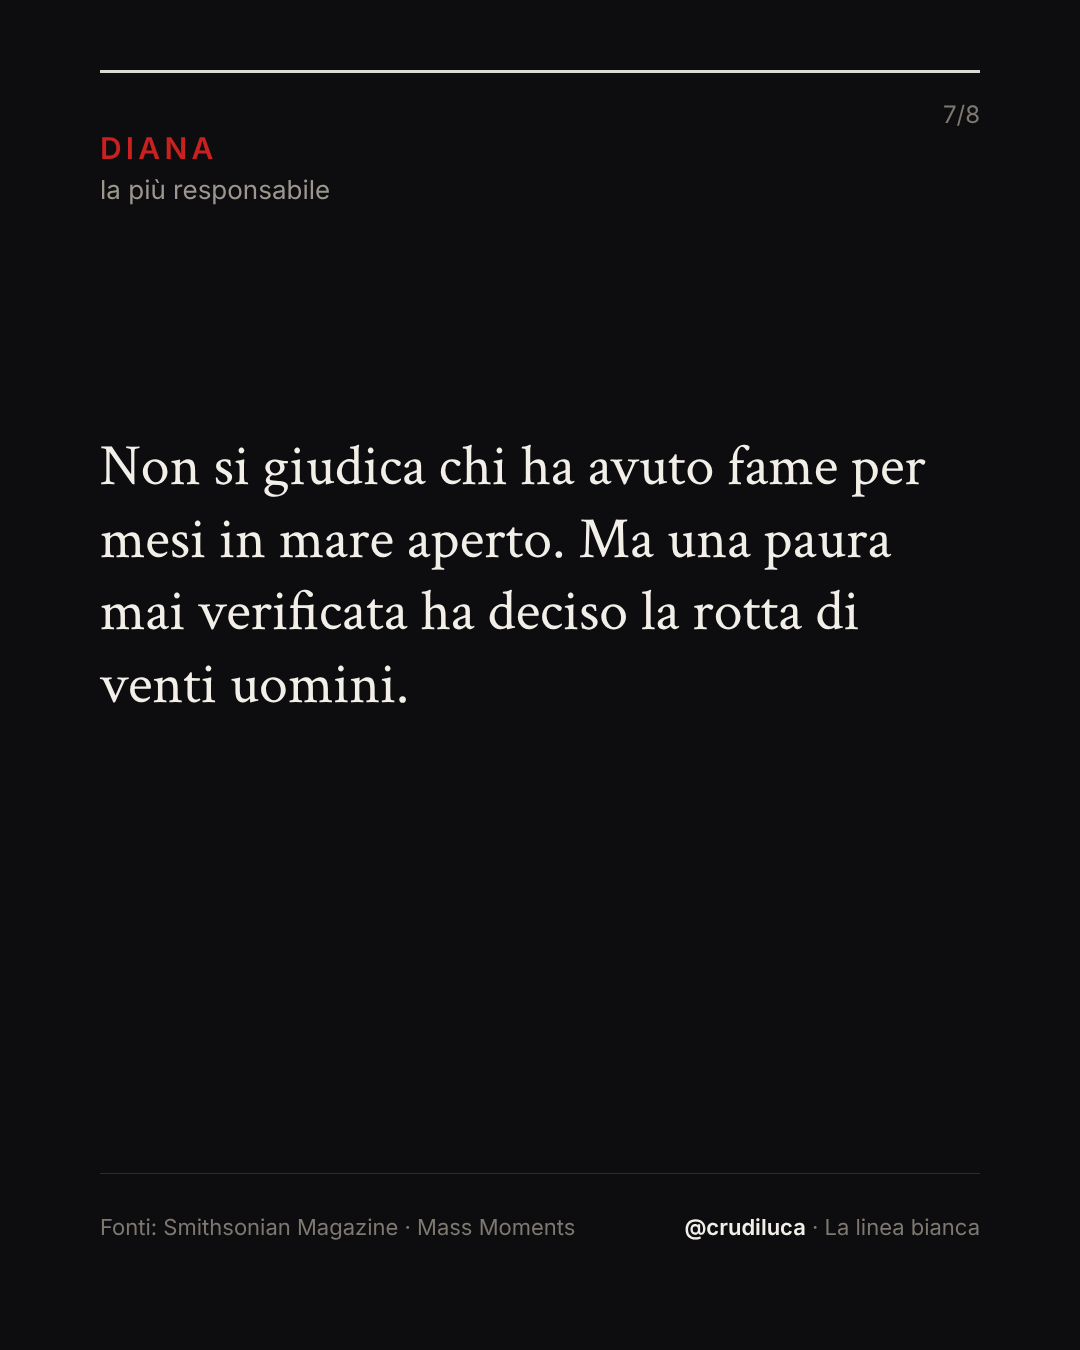 7/8
DIANA
la più responsabile
Non si giudica chi ha avuto fame per
mesi in mare aperto. Ma una paura
mai verificata ha deciso la rotta di
venti uomini.
Fonti: Smithsonian Magazine · Mass Moments
@crudiluca · La linea bianca